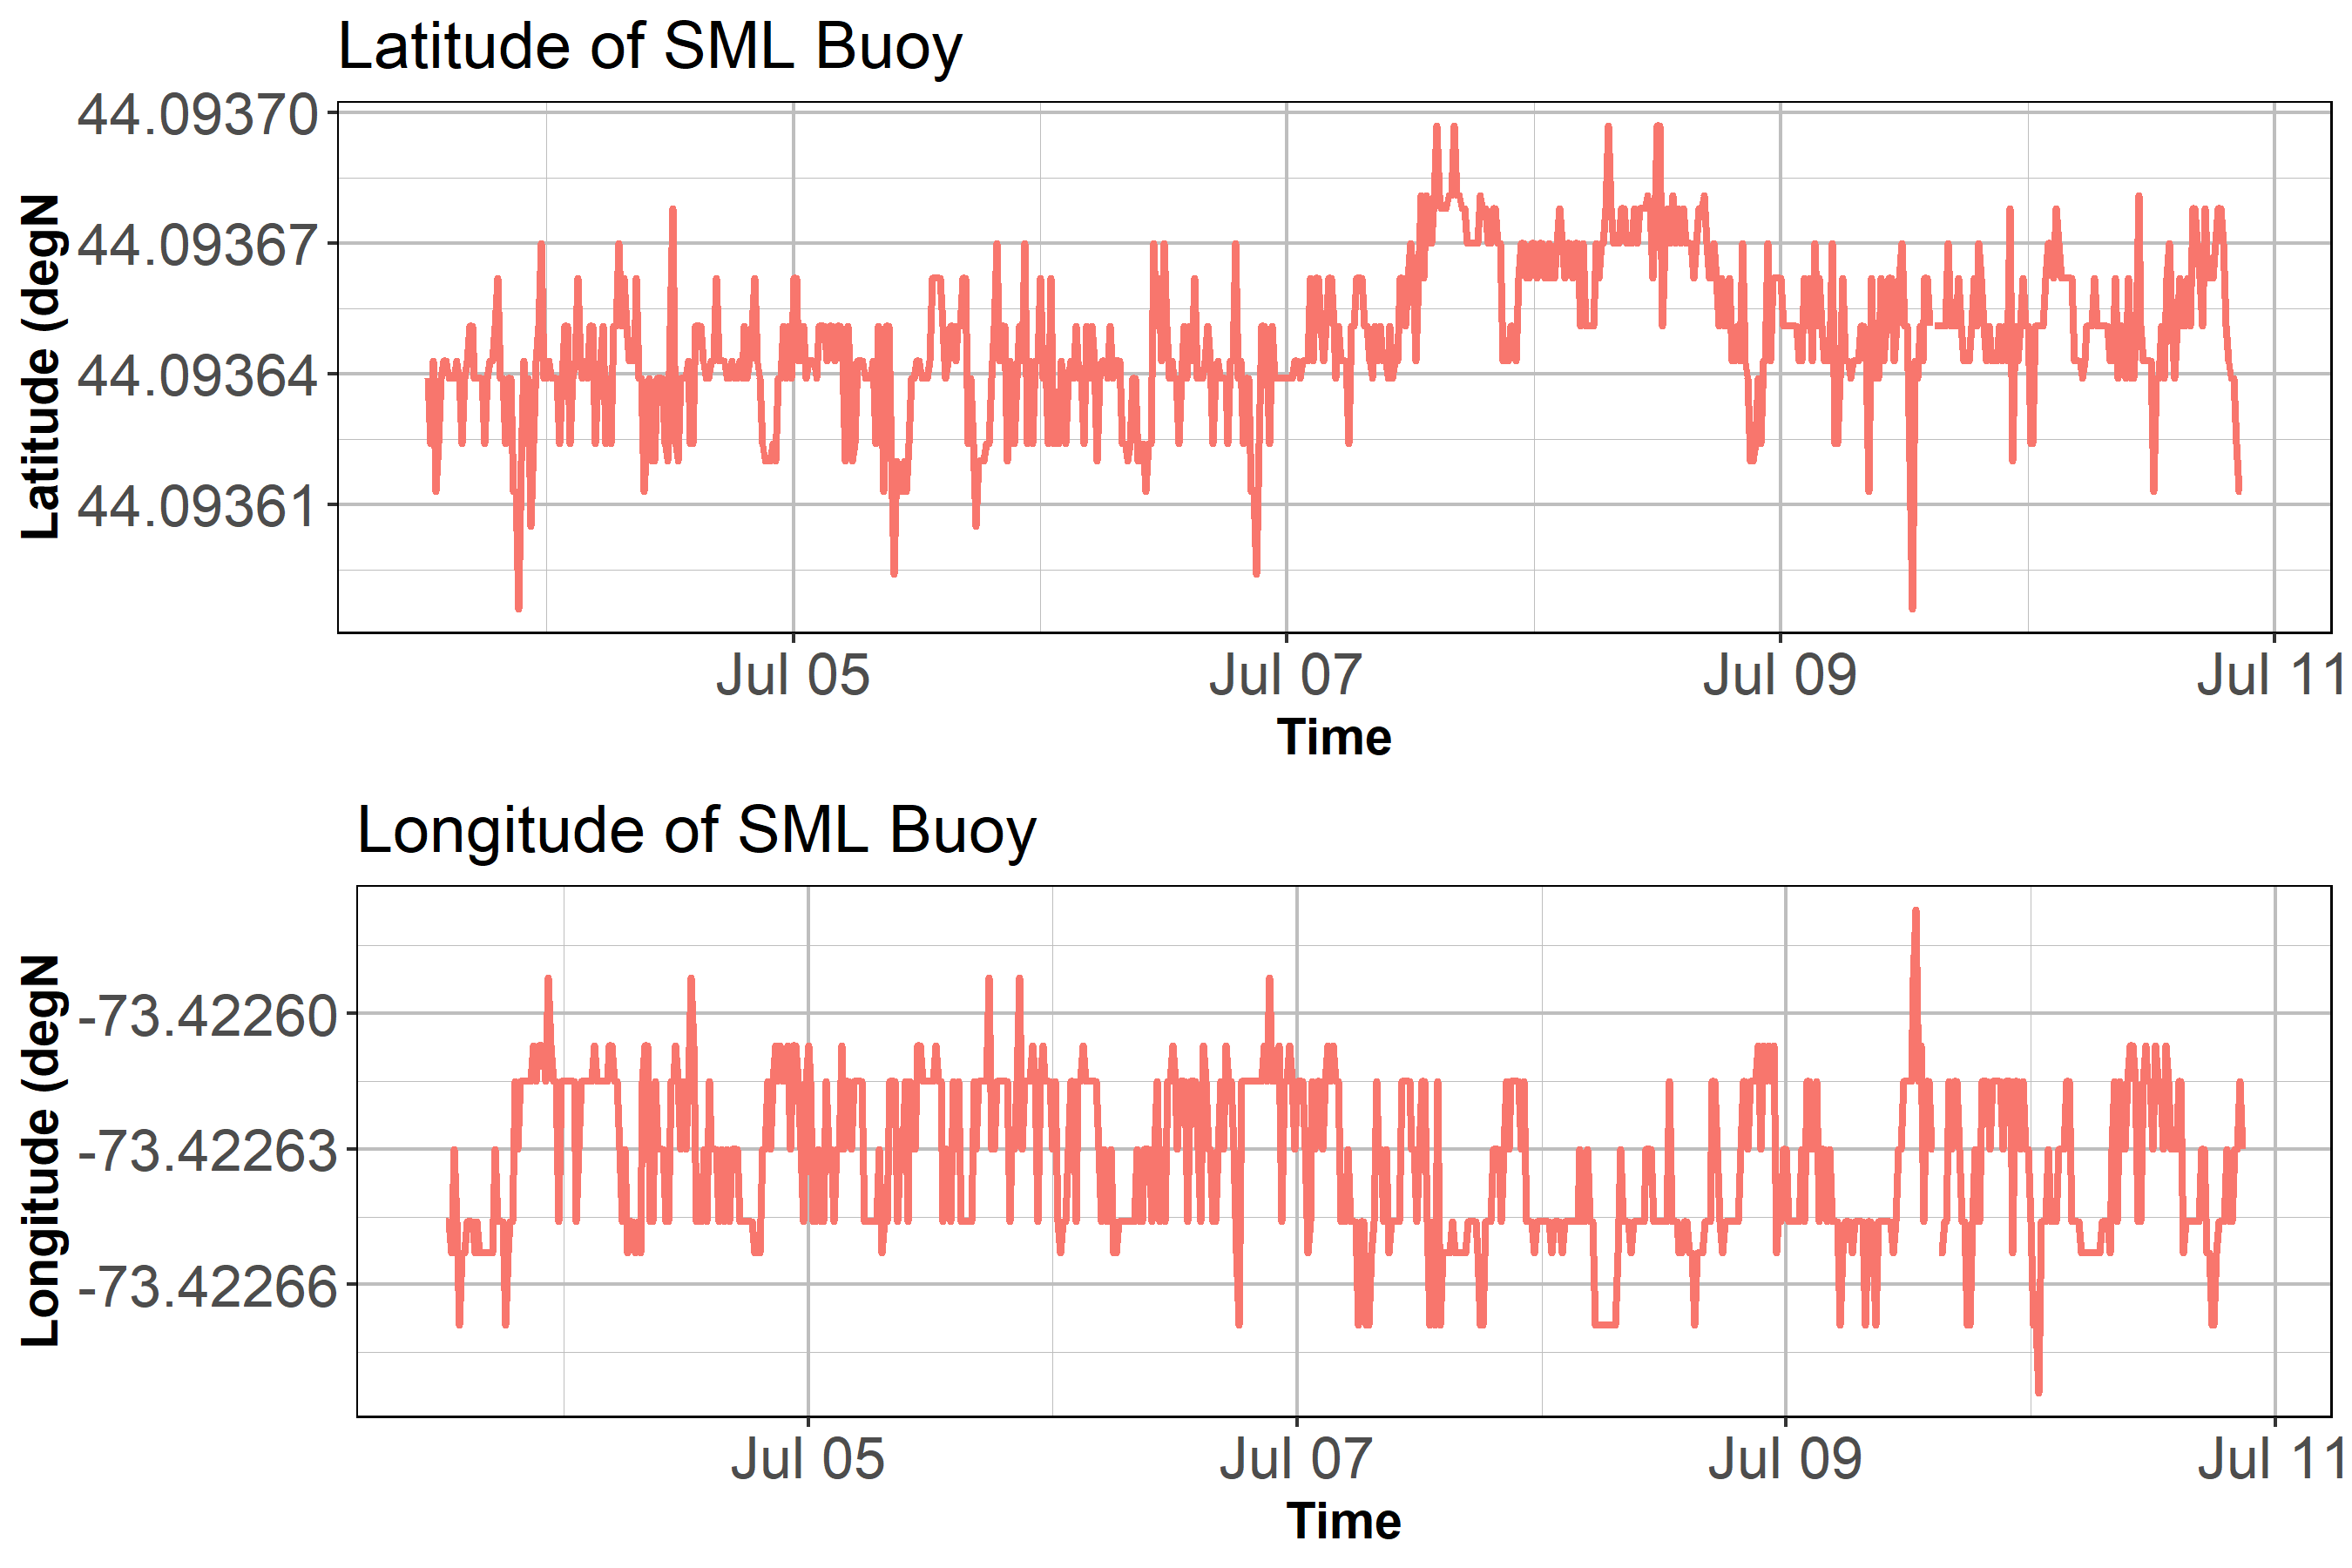 Latitude of SML Buoy
44.09370
44.09367
44.09364
44.09361
Latitude (degN
Jul 05 Jul 07 Jul 09 Jul 11
Time
Longitude of SML Buoy
-73.42260
-73.42263
-73.42266
Longitude (degN
Jul 05 Jul 07 Jul 09 Jul 11
Time